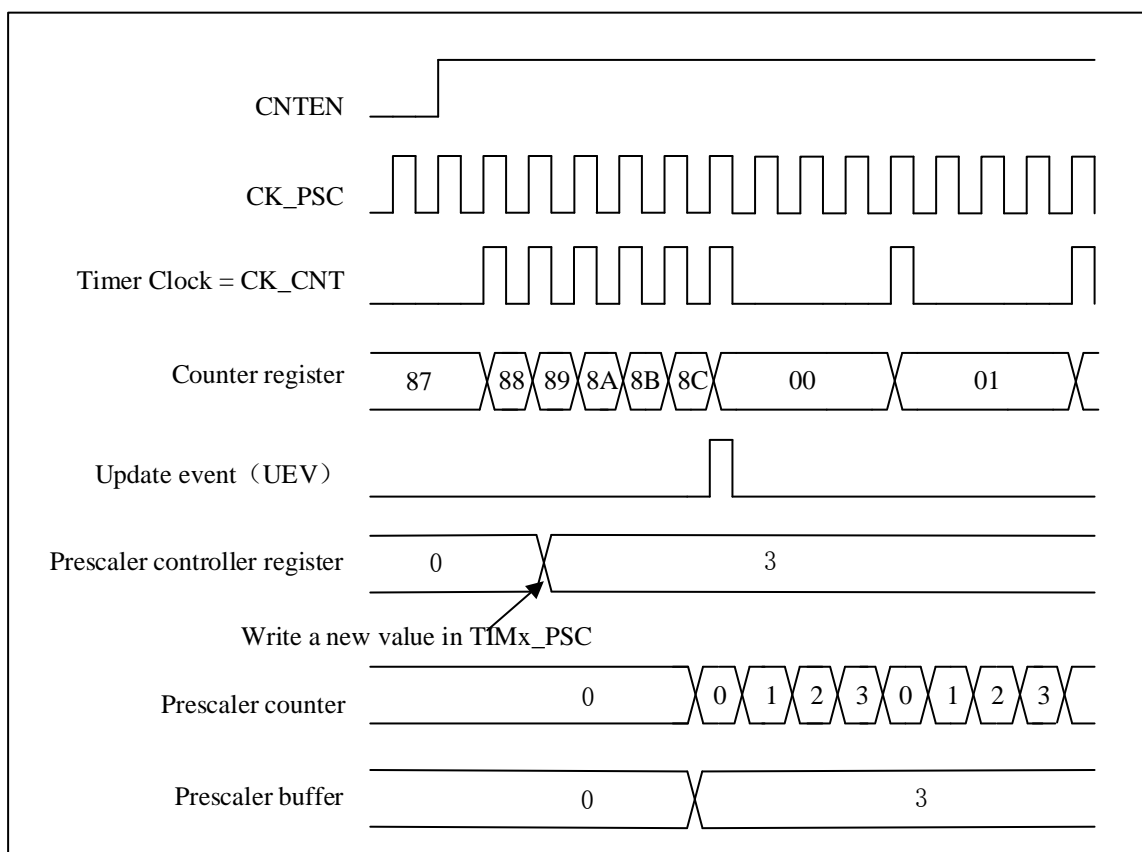 CNTEN
CK_PSC
Timer Clock = CK_CNT
Counter register 87 88 89 8A 8B 8C 00 01
Update event（UEV）
Prescaler controller register 0 3
Write a new value in TIMx_PSC
Prescaler counter 0 0 1 2 3 0 1 2 3
Prescaler buffer 0 3